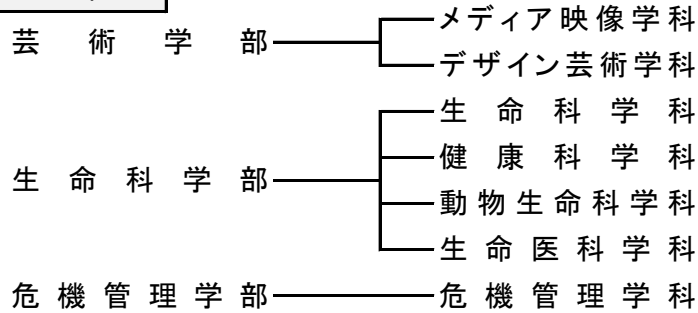 芸術学部
メディア映像学科
デザイン芸術学科
生命科学部
生命科学科
健康科学科
動物生命科学科
生命医科学科
危機管理学部
危機管理学科